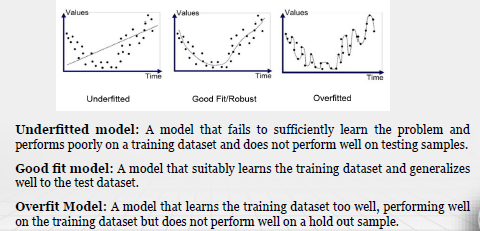 Values
Values
Values
Time
Time
Time
Underfitted
Good Fit/Robust
Overfitted
Underfitted model: A model that fails to sufficiently learn the problem and
performs poorly on a training dataset and does not perform well on testing samples.
Good fit model: A model that suitably learns the training dataset and generalizes
well to the test dataset.
Overfit Model: A model that learns the training dataset too well, performing well
on the training dataset but does not perform well on a hold out sample.